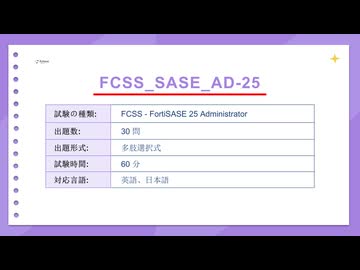 FCSS_SASE_AD-25
試験の種類: FCSS - FortiSASE 25 Administrator
出題数: 30 問
出題形式: 多肢選択式
試験時間: 60 分
対応言語: 英語、日本語